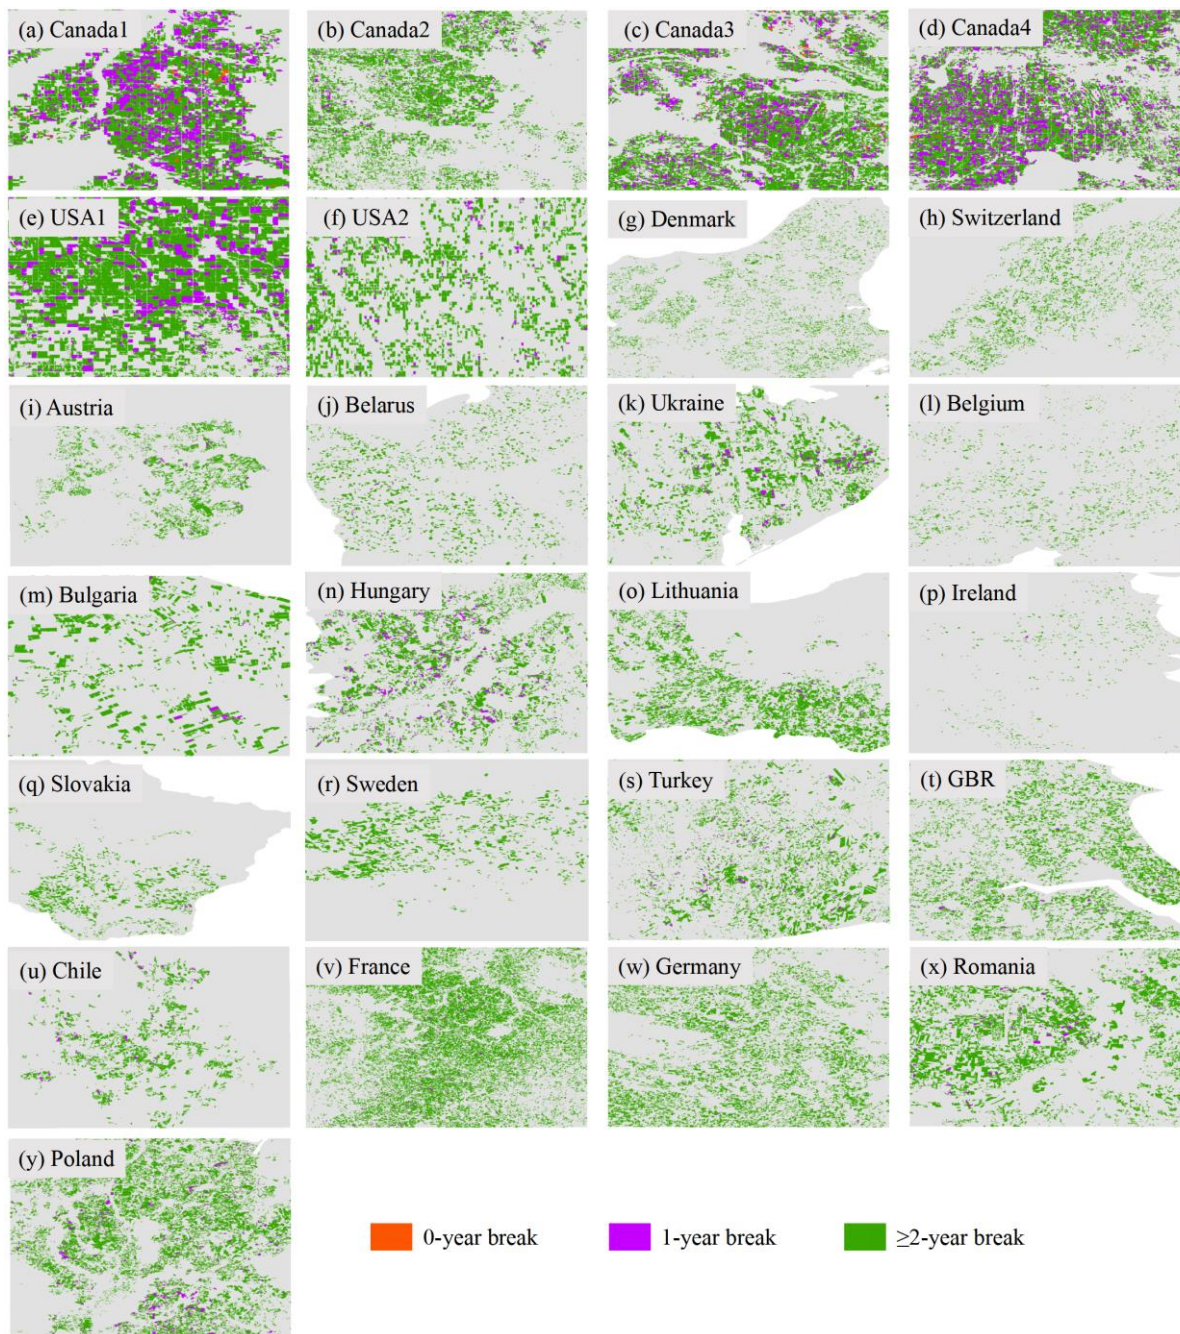 (a) Canada1
(b) Canada2
(c) Canada3
(d) Canada4
(e) USA1
(f) USA2
(g) Denmark
(h) Switzerland
(i) Austria
(j) Belarus
(k) Ukraine
(l) Belgium
(m) Bulgaria
(n) Hungary
(o) Lithuania
(p) Ireland
(q) Slovakia
(r) Sweden
(s) Turkey
(t) GBR
(u) Chile
(v) France
(w) Germany
(x) Romania
(y) Poland
0-year break
1-year break
≥2-year break